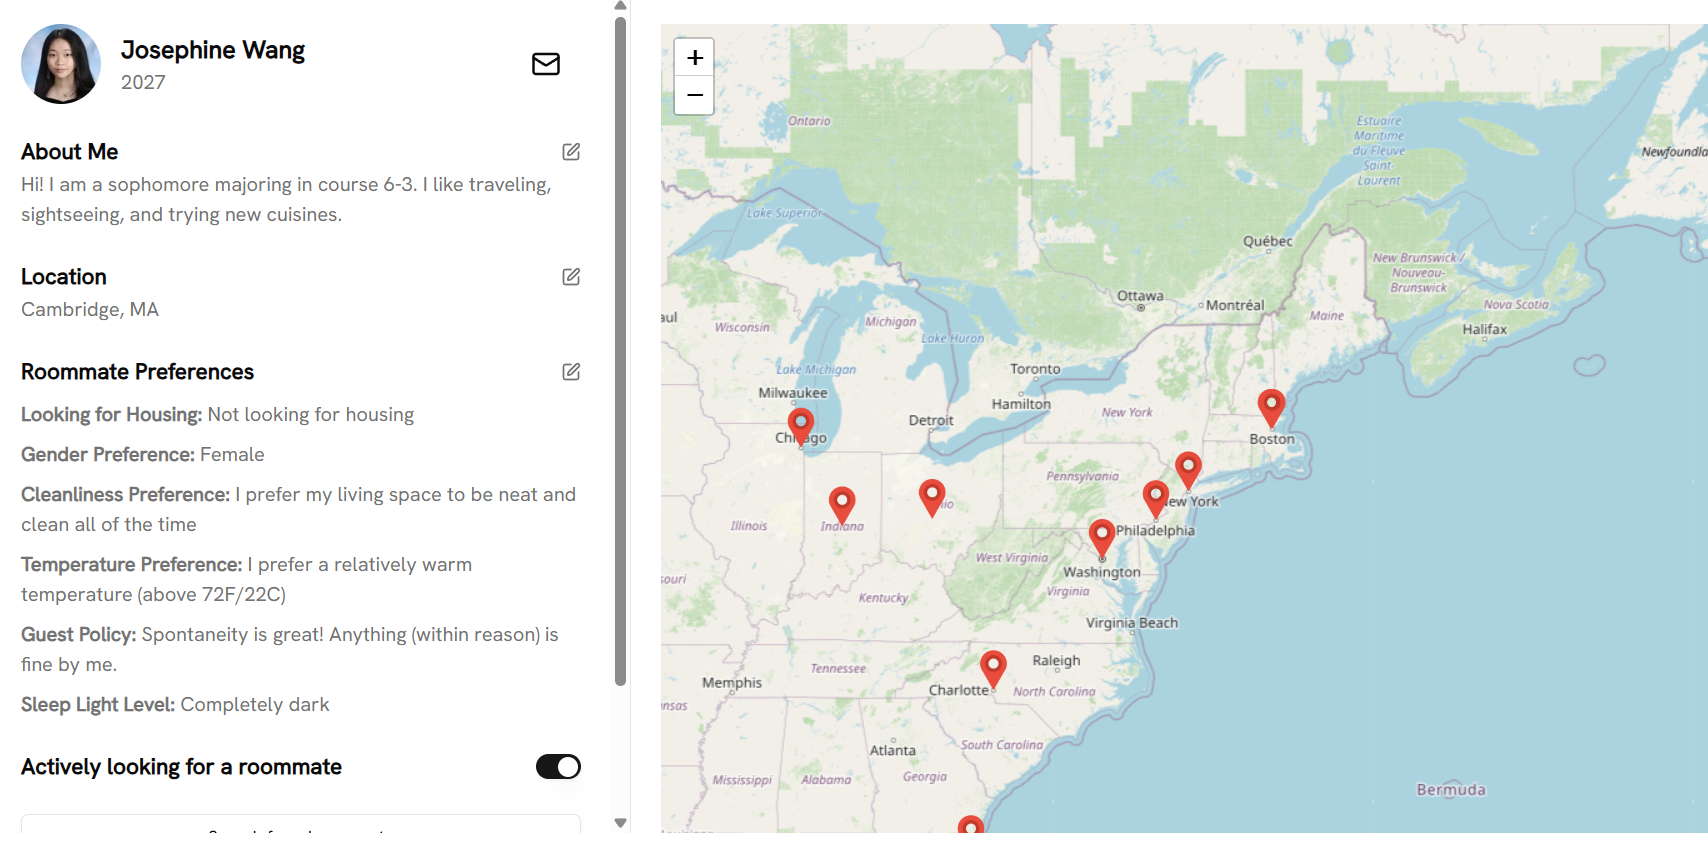 Josephine Wang
2027
About Me
Hi! I am a sophomore majoring in course 6-3. I like traveling,
sightseeing, and trying new cuisines.
Location
Cambridge, MA
Roommate Preferences
Looking for Housing: Not looking for housing
Gender Preference: Female
Cleanliness Preference: I prefer my living space to be neat and
clean all of the time
Temperature Preference: I prefer a relatively warm
temperature (above 72F/22C)
Guest Policy: Spontaneity is great! Anything (within reason) is
fine by me.
Sleep Light Level: Completely dark
Actively looking for a roommate
+
−
Ontario
Estuaire
Maritime
du Fleuve
Saint-
Laurent
Lake Superior
Québec
New Brunswick /
Nouveau-
Brunswick
Ottawa
Montréal
Nova Scotia
Maine
Halifax
Wisconsin
Michigan
Lake Huron
Lake Michigan
Toronto
Milwaukee
Hamilton
New York
Detroit
Boston
Pennsylvania
New York
Illinois
Indiana
Philadelphia
West Virginia
Washington
Kentucky
Virginia
Virginia Beach
Tennessee
Raleigh
Memphis
Charlotte
North Carolina
Atlanta
South Carolina
Mississippi
Alabama
Georgia
Bermuda